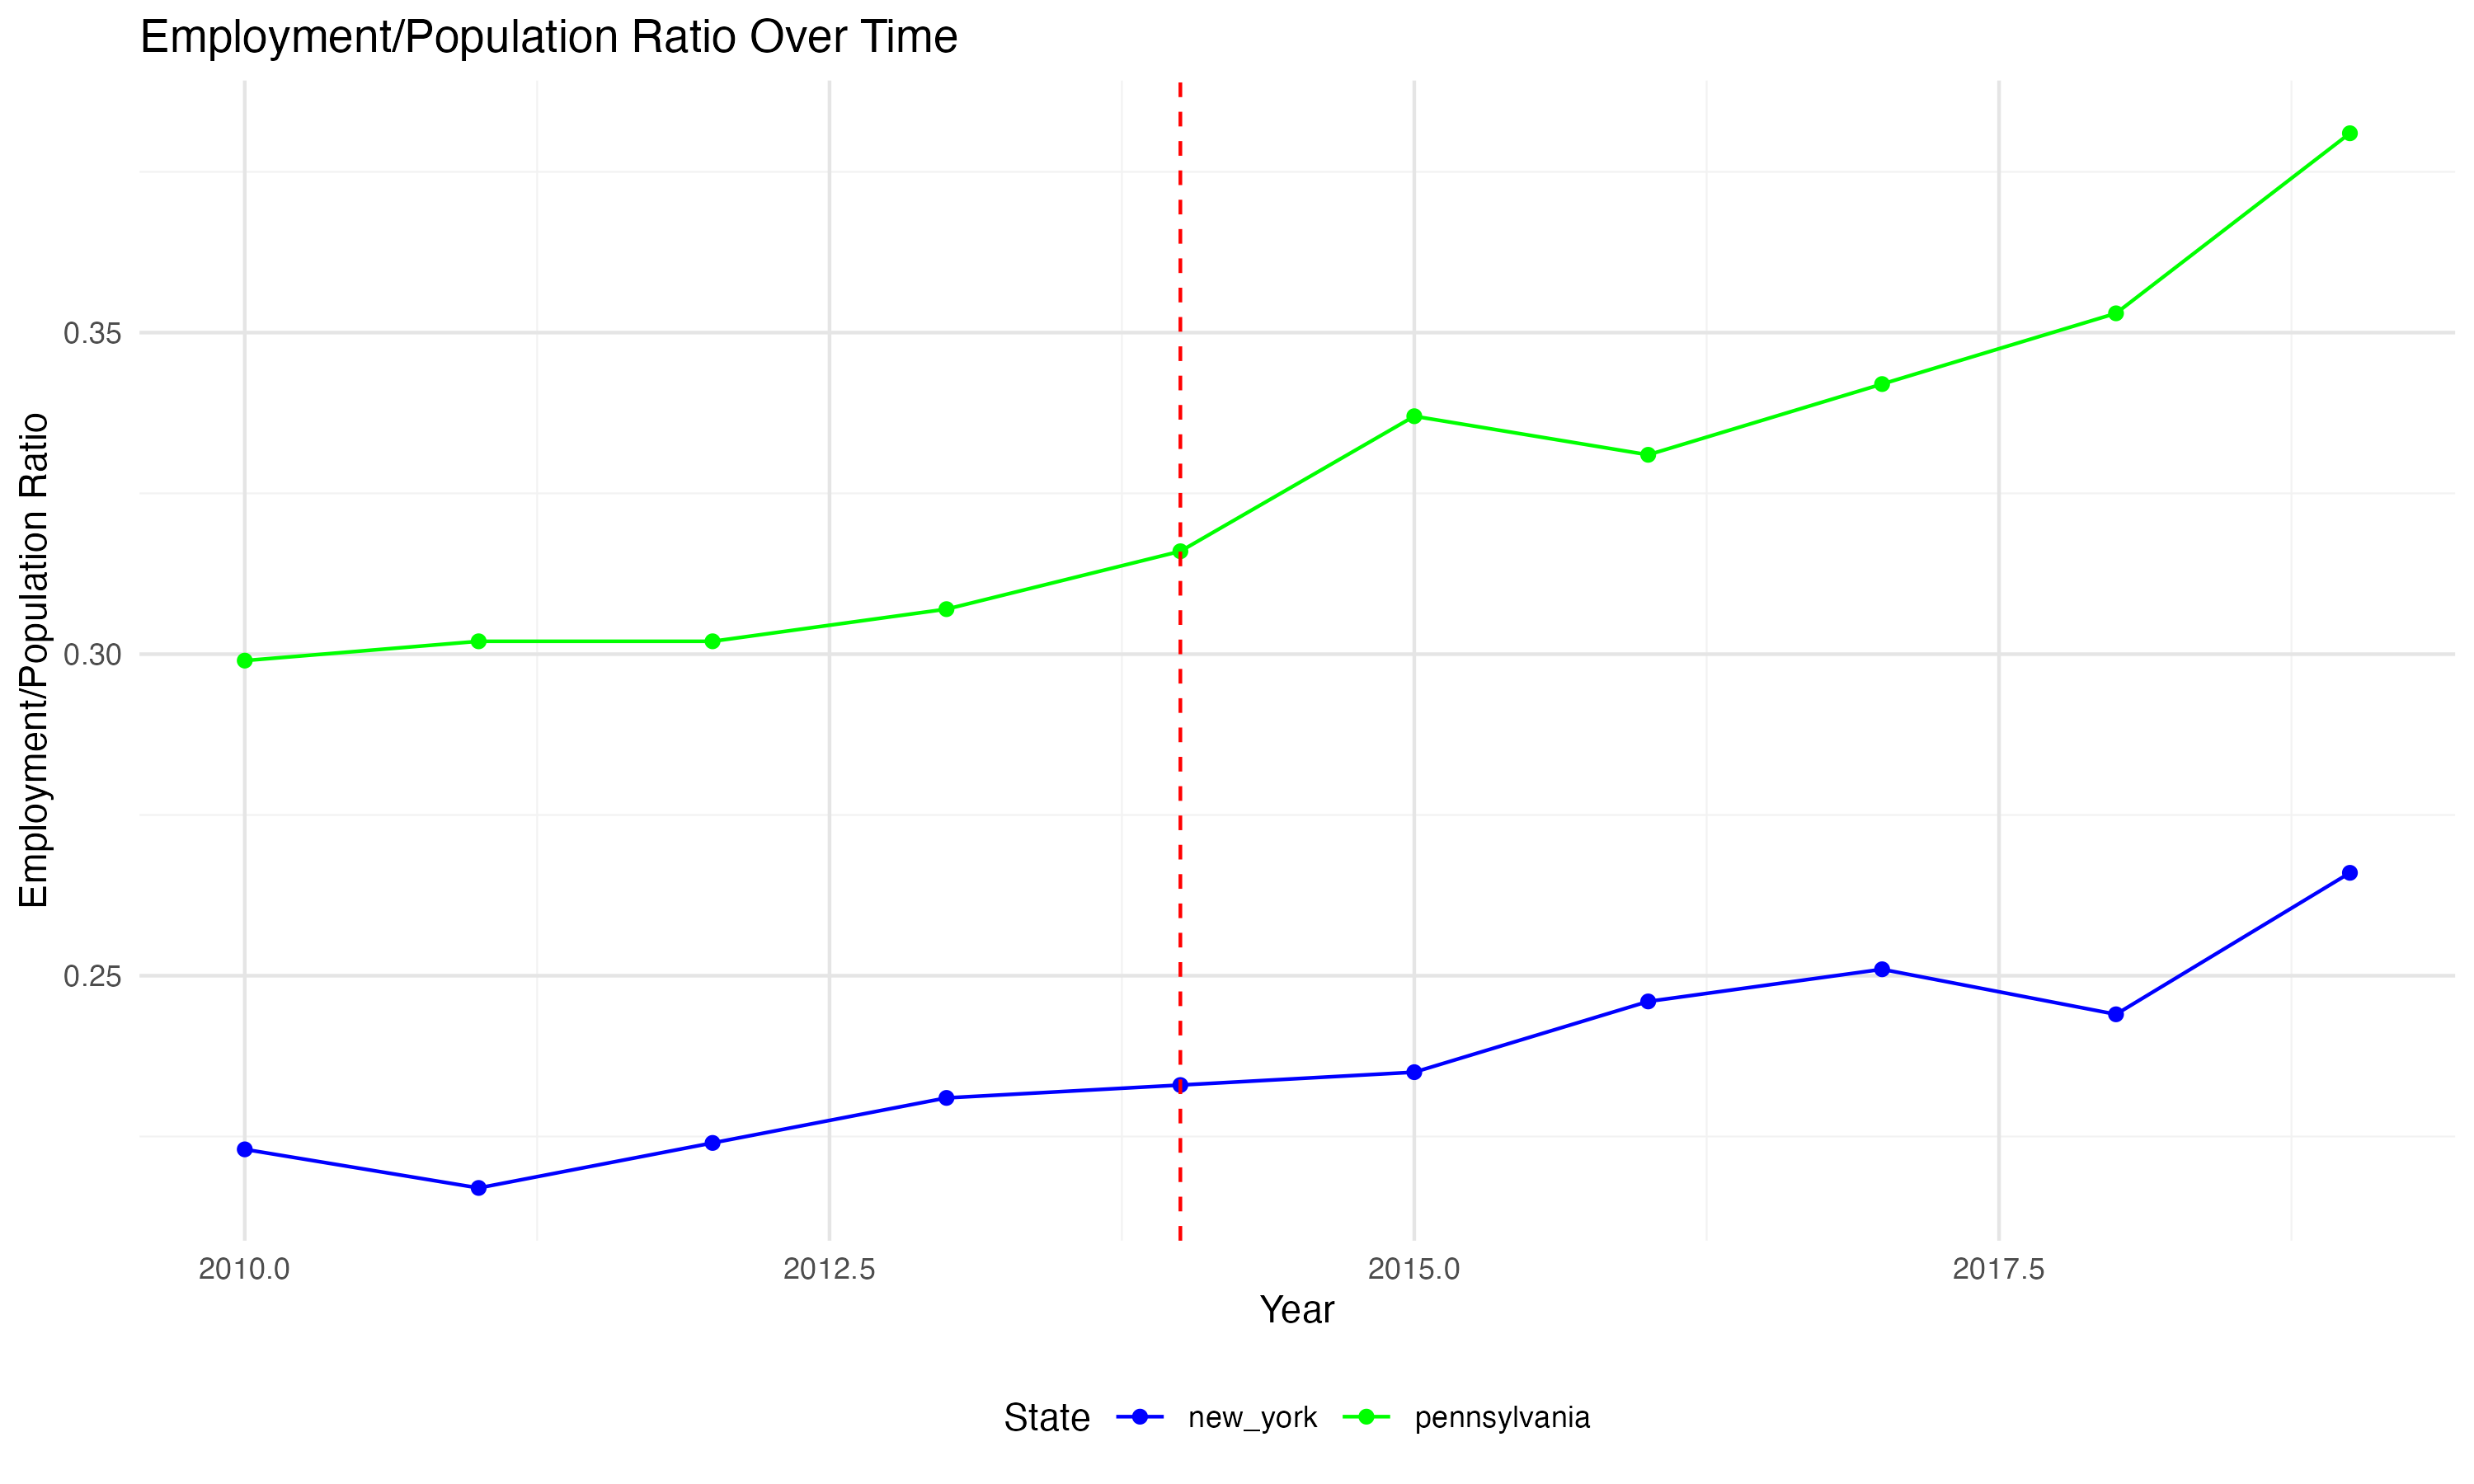 Employment/Population Ratio Over Time
Employment/Population Ratio
0.35
0.30
0.25
2010.0 2012.5 2015.0 2017.5
Year
State new_york pennsylvania